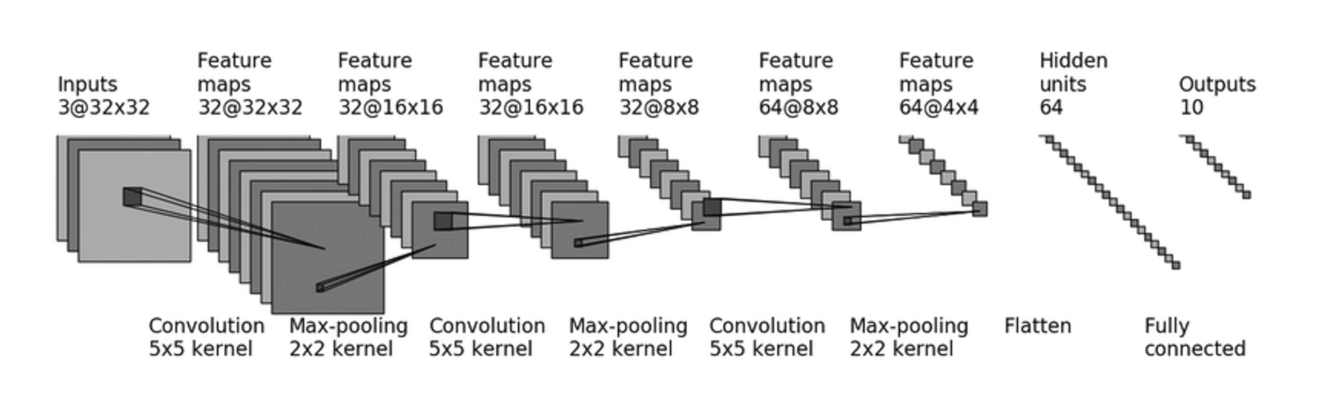 Inputs
3@32x32
Feature
maps
32@32x32
Feature
maps
32@16x16
Feature
maps
32@16x16
Feature
maps
32@8x8
Feature
maps
64@8x8
Feature
maps
64@4x4
Hidden
units
64
Outputs
10
Convolution
5x5 kernel
Max-pooling
2x2 kernel
Convolution
5x5 kernel
Max-pooling
2x2 kernel
Convolution
5x5 kernel
Max-pooling
2x2 kernel
Flatten
Fully
connected